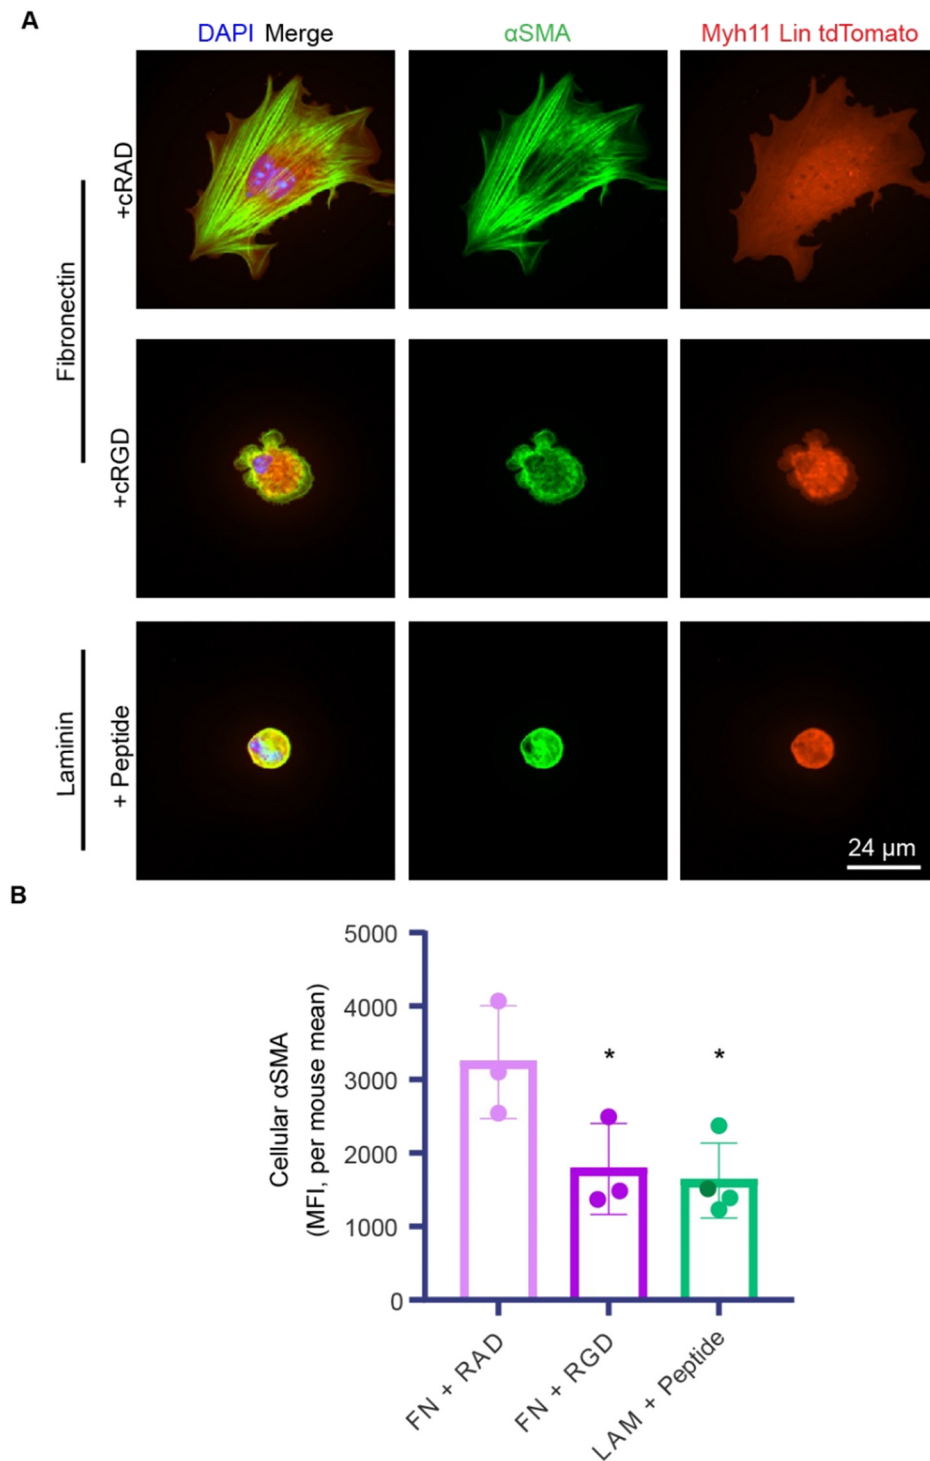 A
DAPI Merge
αSMA
Myh11 Lin tdTomato
Fibronectin
+cRAD
+cRGD
Laminin
+ Peptide
24 μm
B
Cellular αSMA
(MFI, per mouse mean)
5000
4000
3000
2000
1000
0
*
*
FN + RAD
FN + RGD
LAM + Peptide